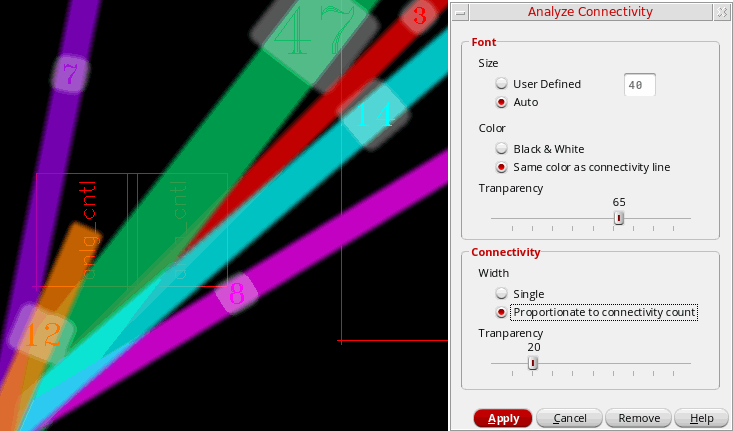 47
3
7
14
anlg_cntl
8
12
Analyze Connectivity
Font
Size
User Defined
40
Auto
Color
Black & White
Same color as connectivity line
Tranparency
65
Connectivity
Width
Single
Proportionate to connectivity count
Tranparency
20
Apply
Cancel
Remove
Help